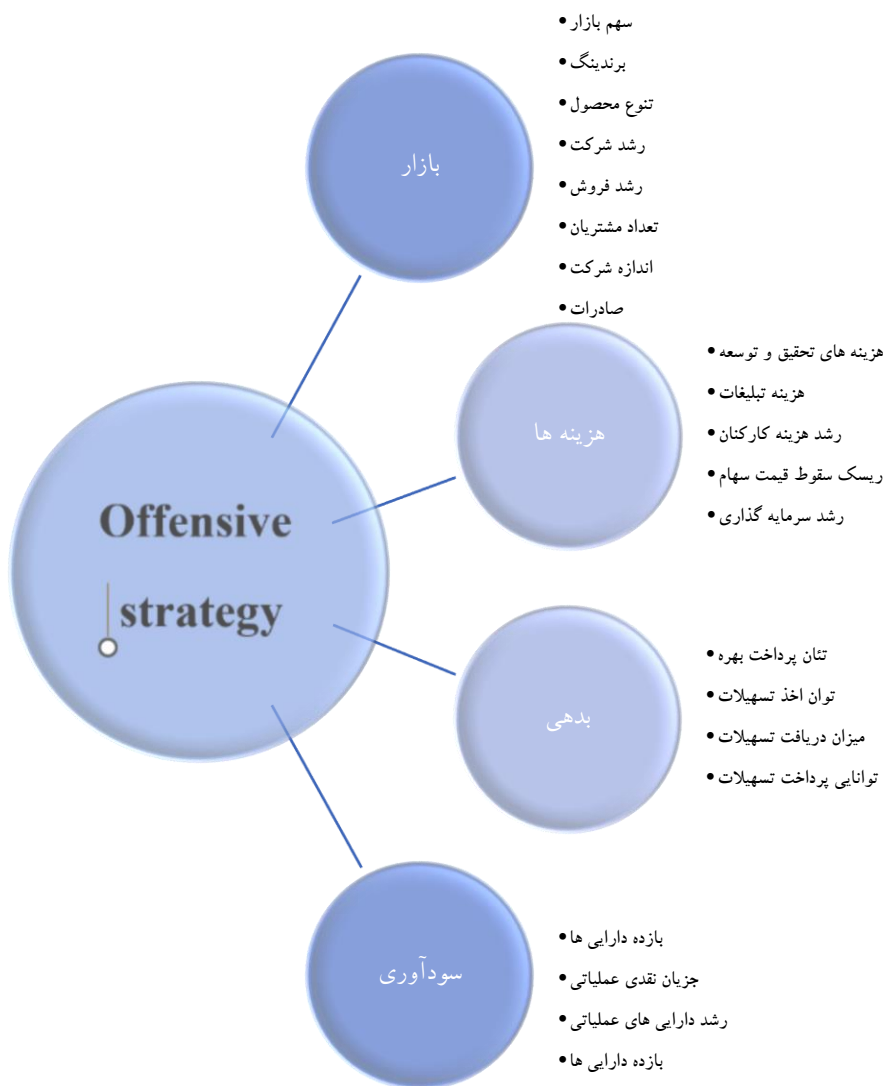 سهم بازار
برندینگ
تنوع محصول
رشد شرکت
رشد فروش
تعداد مشتریان
اندازه شرکت
صادرات
بازار
هزینه های تحقیق و توسعه
هزینه تبلیغات
رشد هزینه کارکنان
ریسک سقوط قیمت سهام
رشد سرمایه گذاری
هزینه ها
Offensive
strategy
تئان پرداخت بهره
توان اخذ تسهیلات
میزان دریافت تسهیلات
توانایی پرداخت تسهیلات
بدهی
بازده دارایی ها
جزیان نقدی عملیاتی
رشد دارایی های عملیاتی
بازده دارایی ها
سودآوری